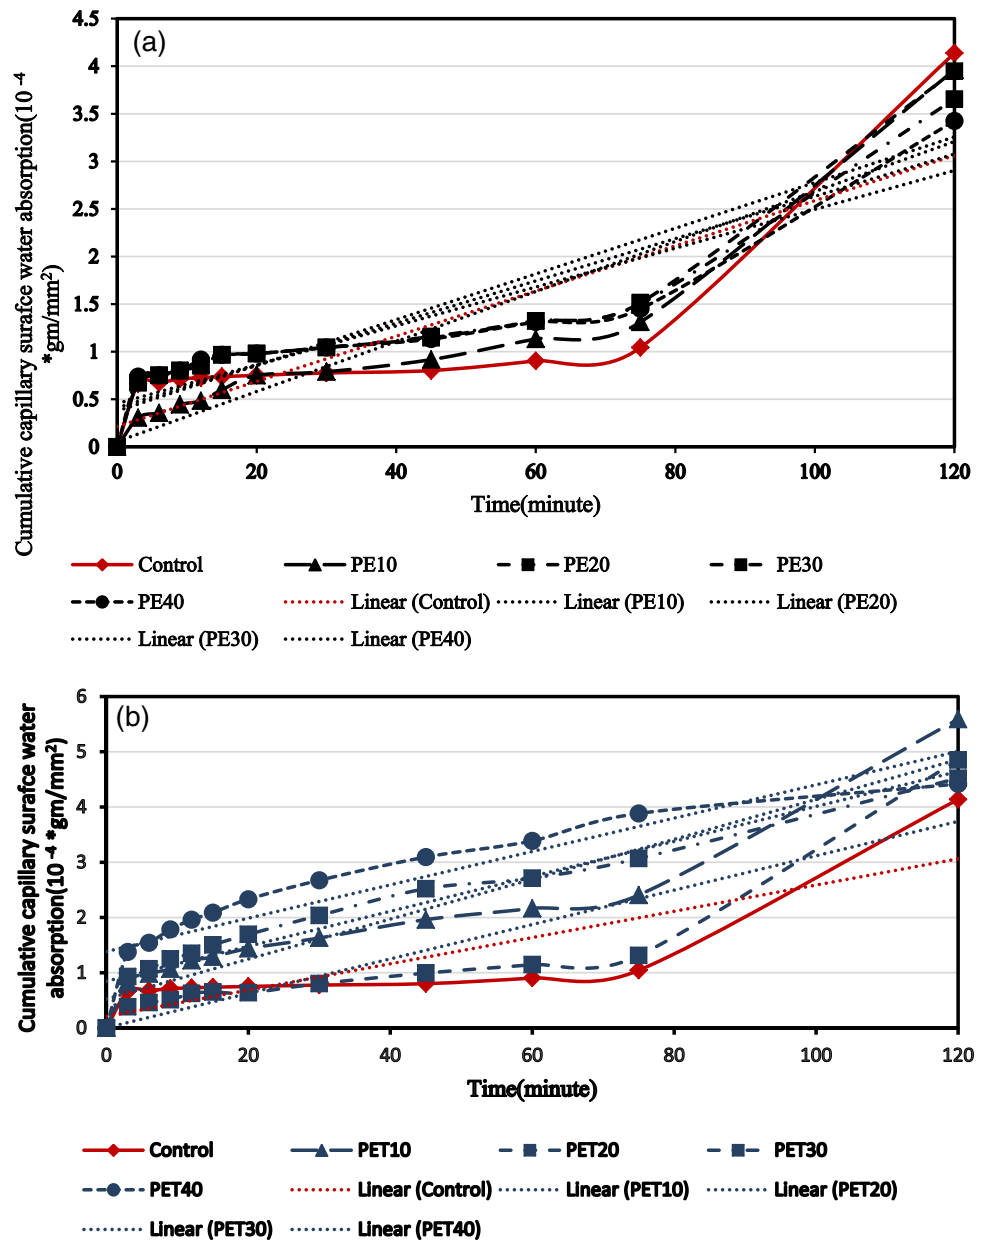 (a)
Cumulative capillary surafce water absorption(10 ⁻⁴
*gm/mm²)
4.5
4
3.5
3
2.5
2
1.5
1
0.5
0
0 20 40 60 80 100 120
Time(minute)
Control PE10 PE20 PE30
PE40 Linear (Control) Linear (PE10) Linear (PE20)
Linear (PE30) Linear (PE40)
(b)
Cumulative capillary surafce water
absorption(10⁻⁴ *gm/mm²)
6
5
4
3
2
1
0
0 20 40 60 80 100 120
Time(minute)
Control PET10 PET20 PET30
PET40 Linear (Control) Linear (PET10) Linear (PET20)
Linear (PET30) Linear (PET40)